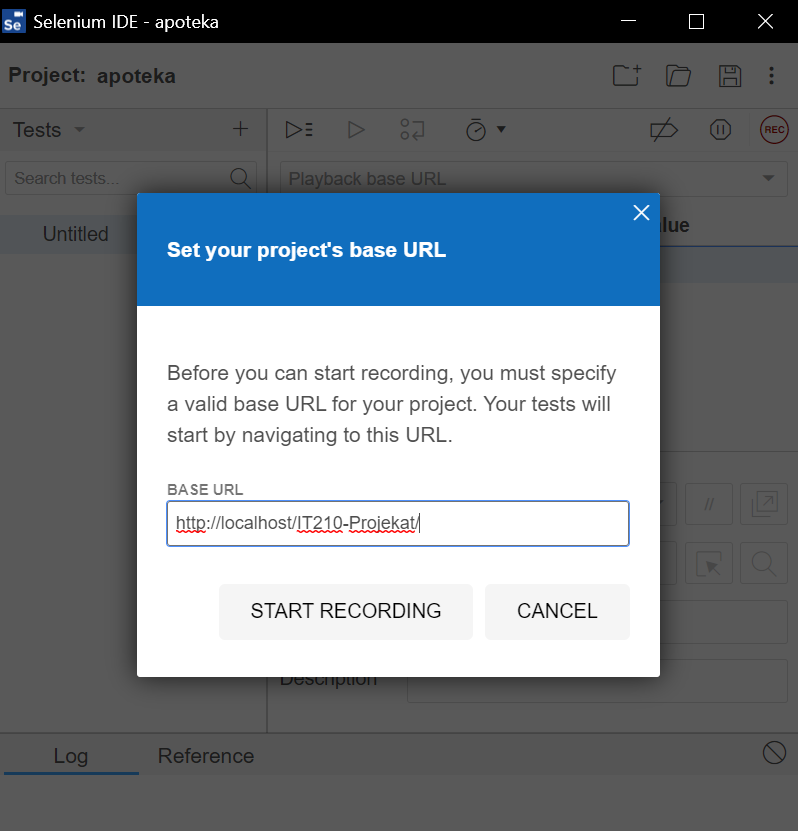 Se
Selenium IDE - apoteka
Project: apoteka
Tests
REC
Search tests...
Playback base URL
Untitled
lue
Set your project's base URL
Before you can start recording, you must specify
a valid base URL for your project. Your tests will
start by navigating to this URL.
BASE URL
http://localhost/IT210-Projekat/
//
START RECORDING
CANCEL
Description
Log
Reference